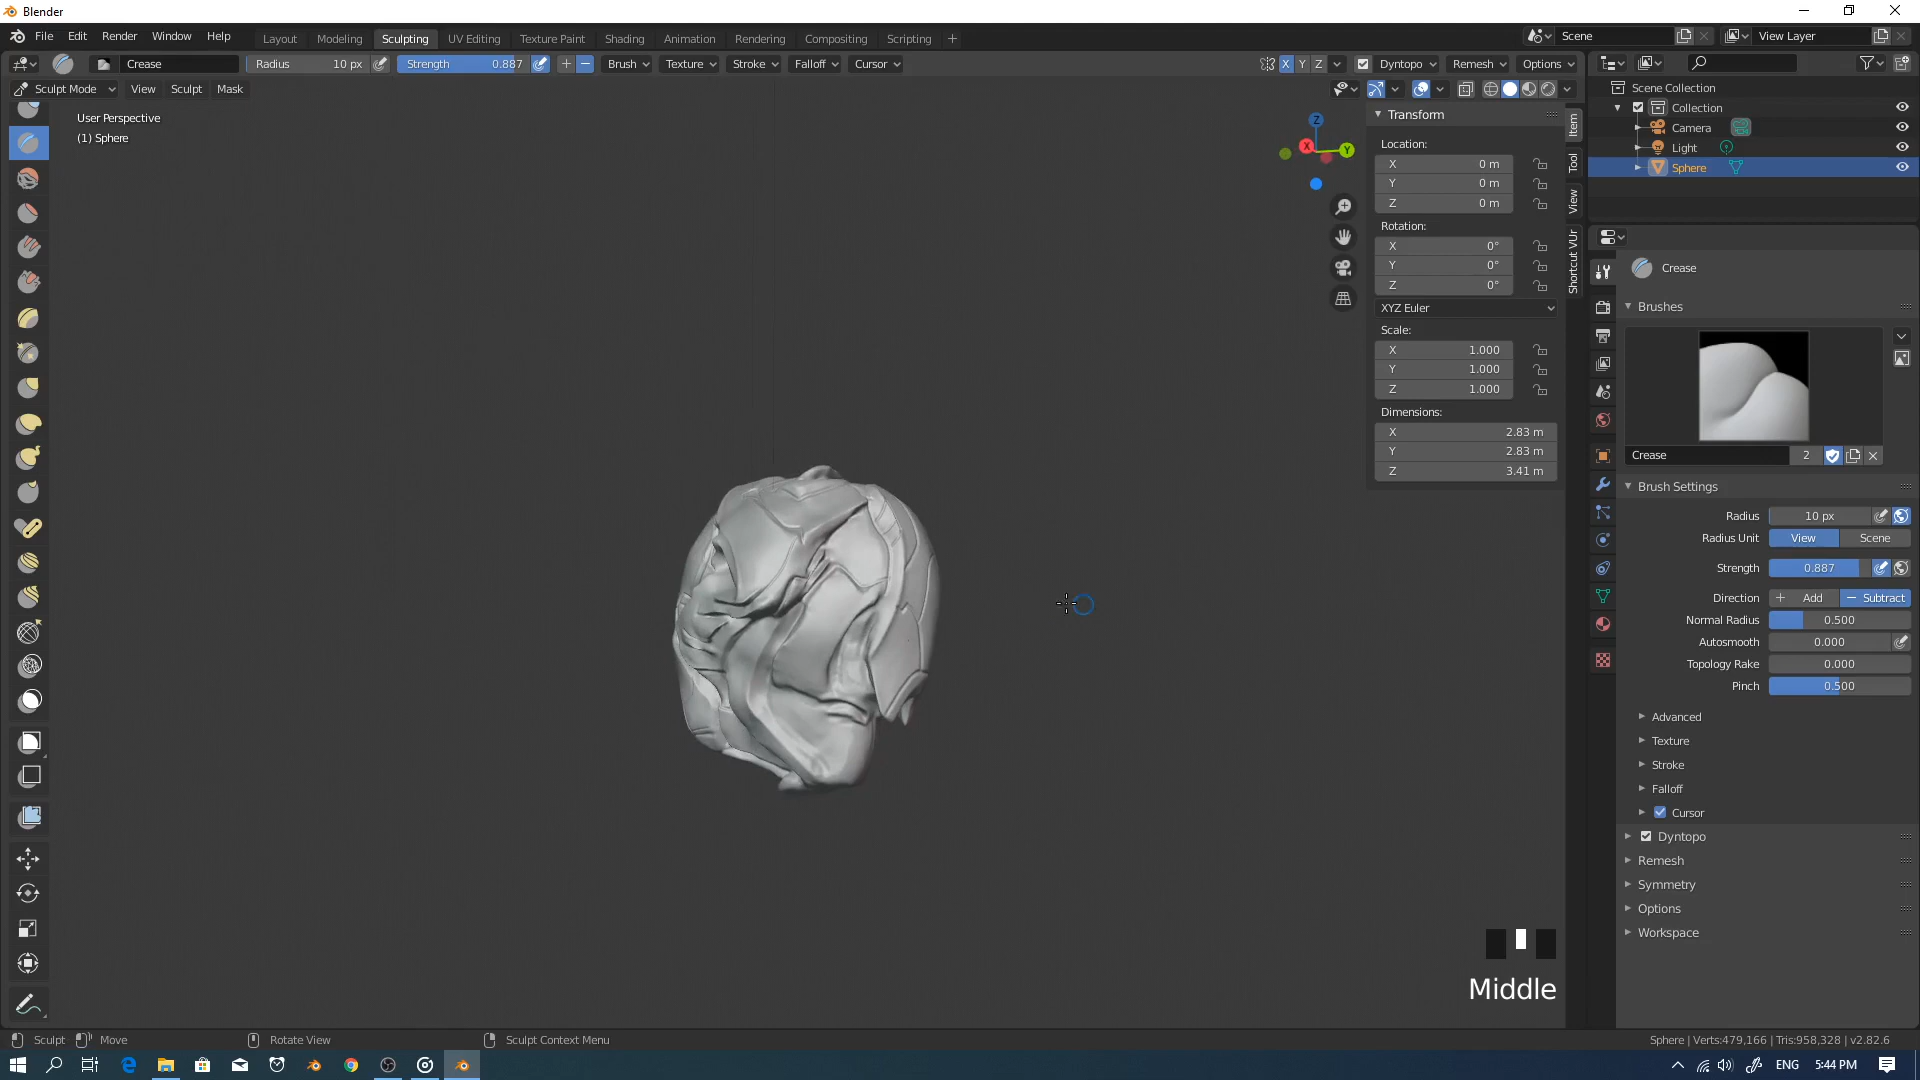 Blender
File Edit Render Window Help Layout Modeling Sculpting UV Editing Texture Paint Shading Animation Rendering Compositing Scripting + Scene View Layer
Crease Radius 10 px Strength 0.887 Brush Texture Stroke Falloff Cursor X Y Z Dyntopo Remesh Options
Sculpt Mode View Sculpt Mask
User Perspective
(1) Sphere
Z
X
Y
Transform
Location:
X 0 m
Y 0 m
Z 0 m
Rotation:
X 0°
Y 0°
Z 0°
XYZ Euler
Scale:
X 1.000
Y 1.000
Z 1.000
Dimensions:
X 2.83 m
Y 2.83 m
Z 3.41 m
Item
Tool
View
Shortcut VUr
Scene Collection
Collection
Camera
Light
Sphere
Crease
Brushes
Crease 2
Brush Settings
Radius 10 px
Radius Unit View Scene
Strength 0.887
Direction + Add − Subtract
Normal Radius 0.500
Autosmooth 0.000
Topology Rake 0.000
Pinch 0.500
Advanced
Texture
Stroke
Falloff
Cursor
Dyntopo
Remesh
Symmetry
Options
Workspace
Middle
Sculpt Move Rotate View Sculpt Context Menu Sphere | Verts:479,166 | Tris:958,328 | v2.82.6
ENG 5:44 PM